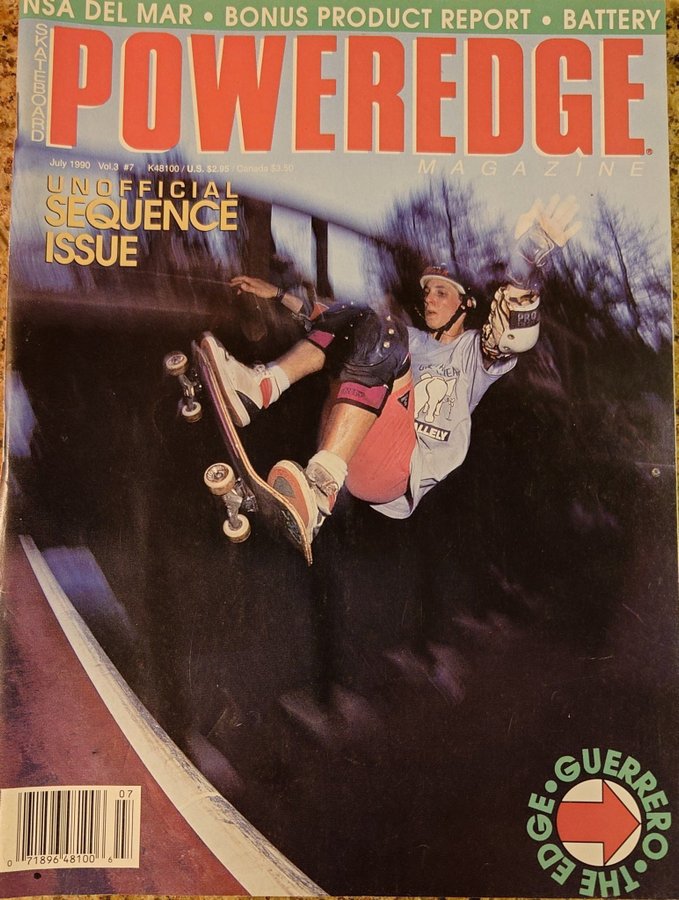 NSA DEL MAR • BONUS PRODUCT REPORT • BATTERY
SKATEBOARD
POWEREDGE®
MAGAZINE
July 1990 Vol.3 #7 K48100 / U.S. $2.95 / Canada $3.50
UNOFFICIAL
SEQUENCE
ISSUE
PRO
ALLELY
GUERRERO • THE EDGE •
07
0 71896 48100 6